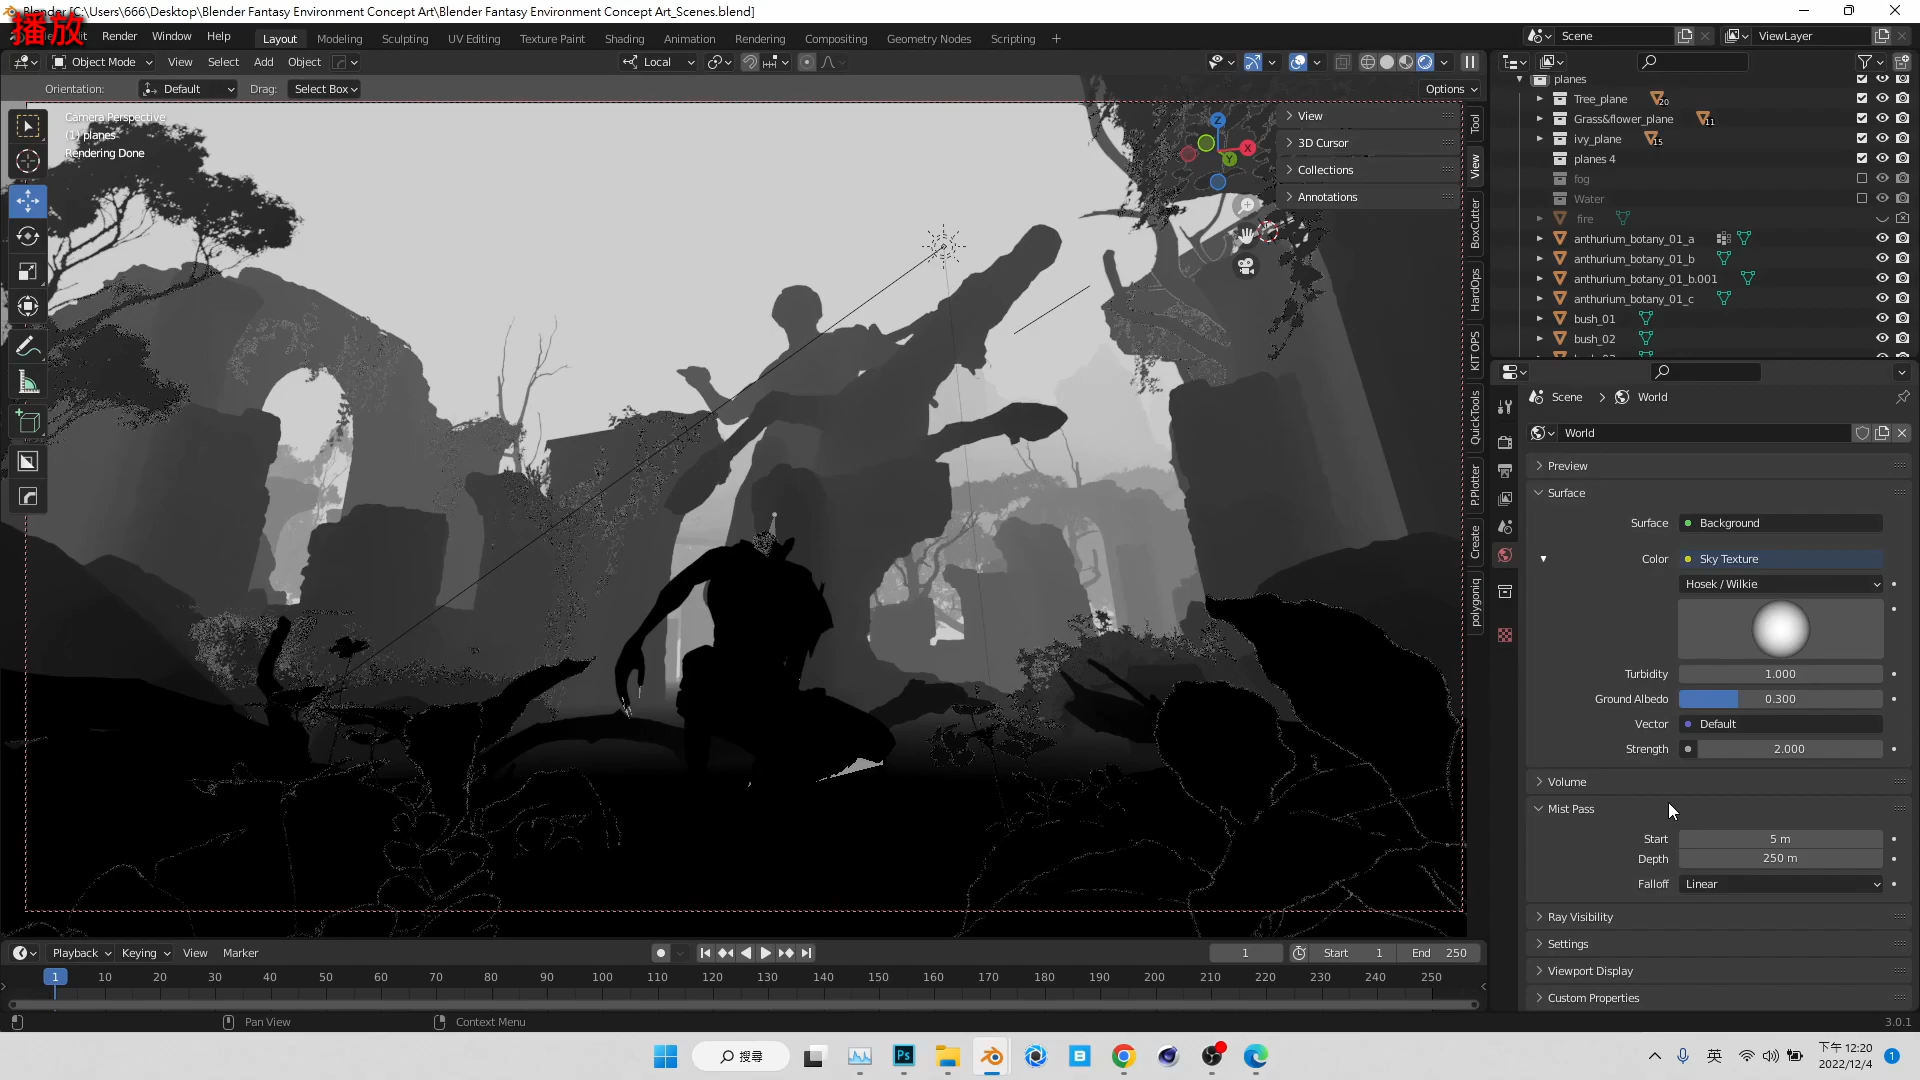 Blender [C:\Users\666\Desktop\Blender Fantasy Environment Concept Art\Blender Fantasy Environment Concept Art_Scenes.blend]
播放
Render Window Help
Layout Modeling Sculpting UV Editing Texture Paint Shading Animation Rendering Compositing Geometry Nodes Scripting +
Scene
ViewLayer
Object Mode View Select Add Object
Local
Orientation: Default Drag: Select Box
Options
Camera Perspective
(1) planes
Rendering Done
Z
X
Y
View
3D Cursor
Collections
Annotations
Tool
View
BoxCutter
HardOps
KIT OPS
QuickTools
P.Plotter
Create
polygoniq
planes
Tree_plane 20
Grass&flower_plane 11
ivy_plane 15
planes 4
fog
Water
fire
anthurium_botany_01_a
anthurium_botany_01_b
anthurium_botany_01_b.001
anthurium_botany_01_c
bush_01
bush_02
Scene > World
World
Preview
Surface
Surface Background
Color Sky Texture
Hosek / Wilkie
Turbidity 1.000
Ground Albedo 0.300
Vector Default
Strength 2.000
Volume
Mist Pass
Start 5 m
Depth 250 m
Falloff Linear
Ray Visibility
Settings
Viewport Display
Custom Properties
Playback Keying View Marker
1 Start 1 End 250
1 10 20 30 40 50 60 70 80 90 100 110 120 130 140 150 160 170 180 190 200 210 220 230 240 250
Pan View
Context Menu
3.0.1
搜尋
Ps
B
英
下午 12:20
2022/12/4
1